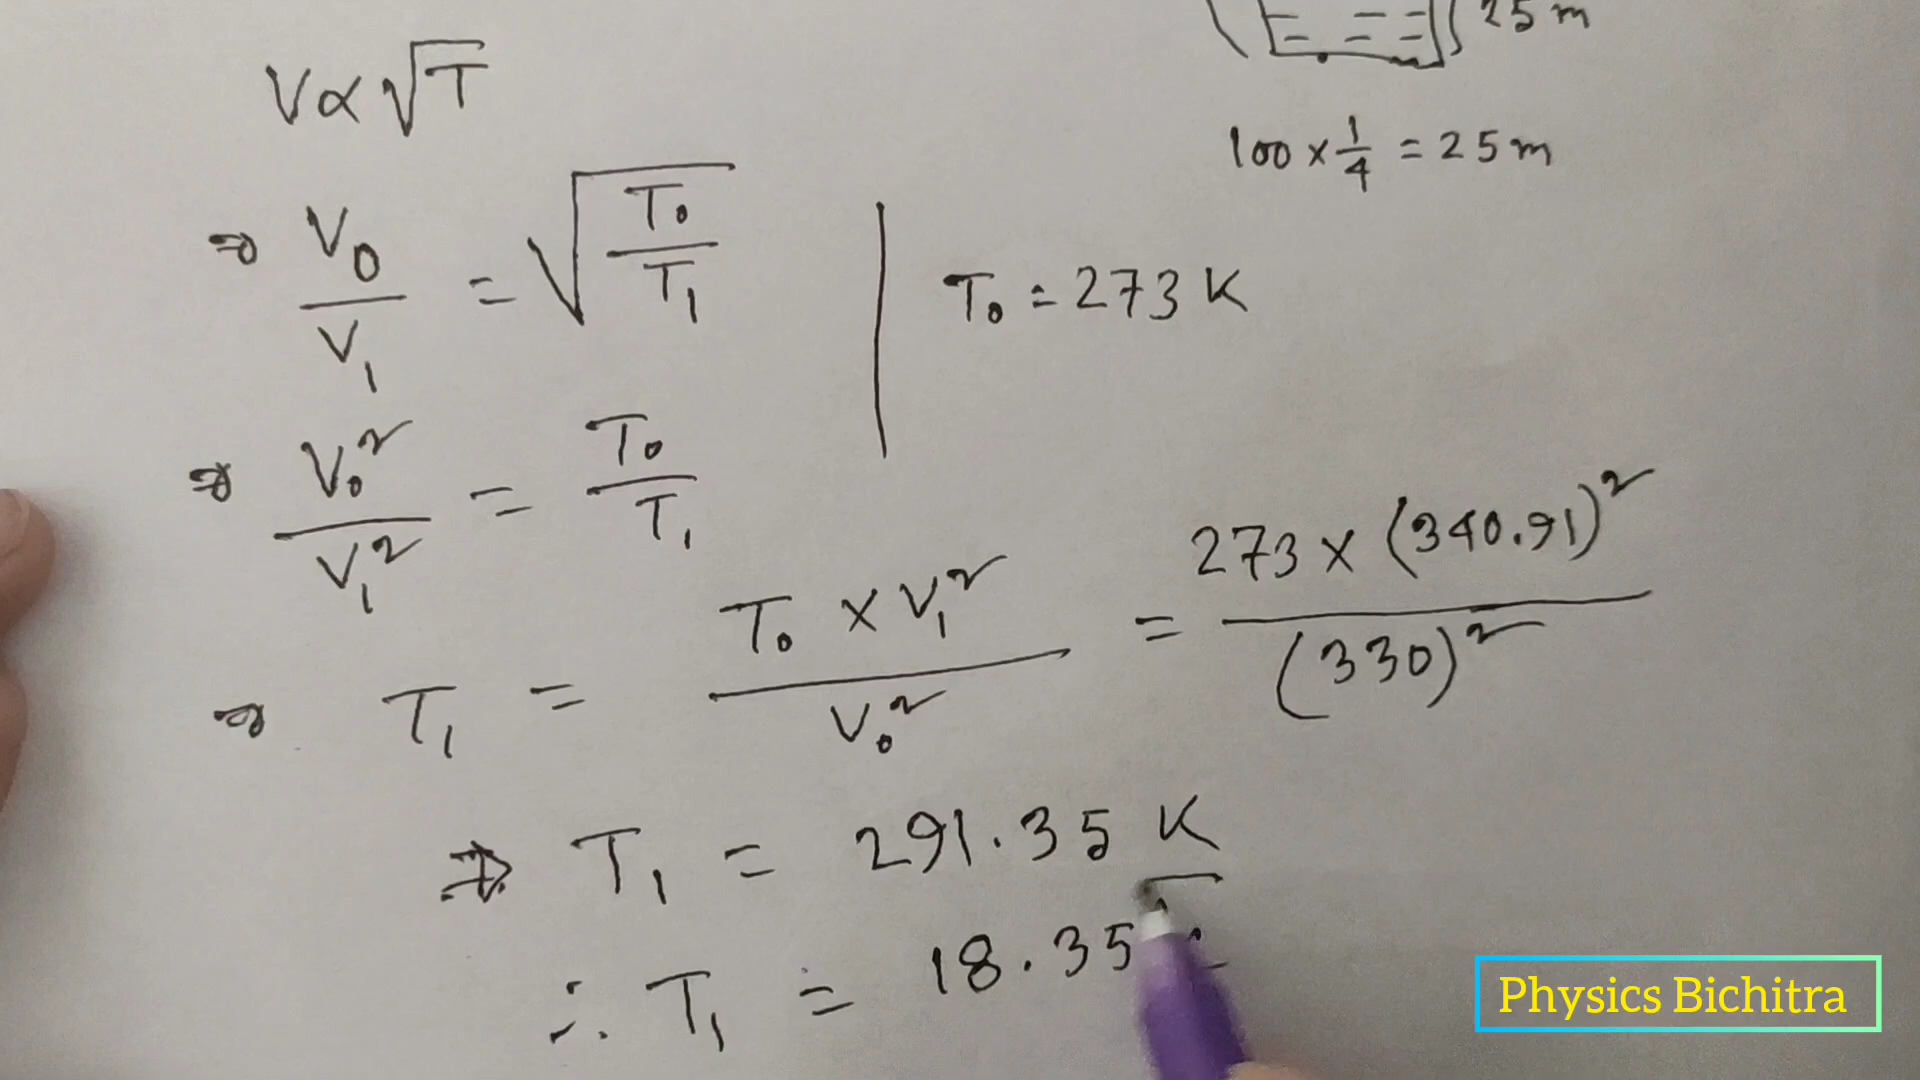 25 m
V ∝ √T
100 × 1/4 = 25 m
⇒ V₀/V₁ = √(T₀/T₁)
T₀ = 273 K
⇒ V₀²/V₁² = T₀/T₁
⇒ T₁ = (T₀ × V₁²)/V₀² = (273 × (340.91)²)/(330)²
⇒ T₁ = 291.35 K
∴ T₁ = 18.35
Physics Bichitra